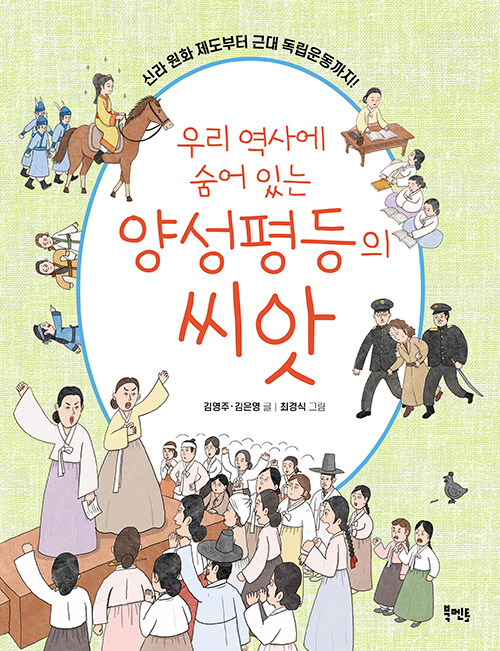 신라 원화 제도부터 근대 독립운동까지!
우리 역사에
숨어 있는
양성평등의
씨앗
김영주·김은영 글 | 최경식 그림
북멘토